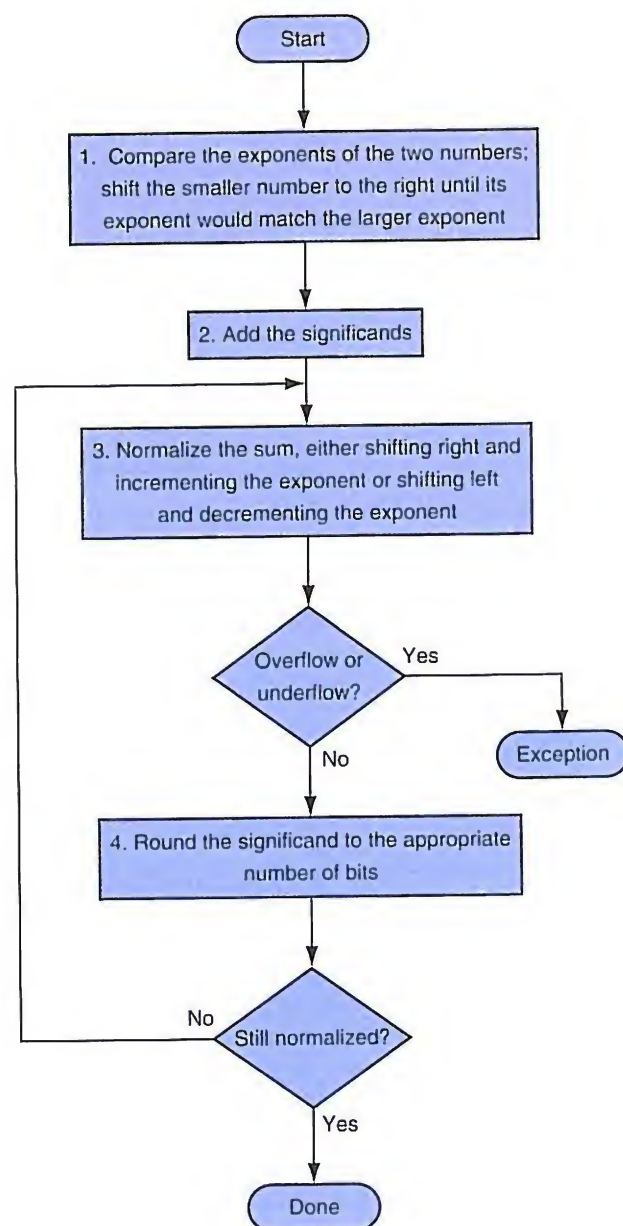 Start
1. Compare the exponents of the two numbers;
shift the smaller number to the right until its
exponent would match the larger exponent
2. Add the significands
3. Normalize the sum, either shifting right and
incrementing the exponent or shifting left
and decrementing the exponent
Overflow or
underflow?
Yes
Exception
No
4. Round the significand to the appropriate
number of bits
No
Still normalized?
Yes
Done